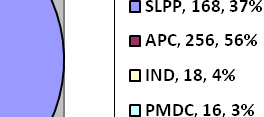 SLPP, 168, 37%
APC, 256, 56%
IND, 18, 4%
PMDC, 16, 3%